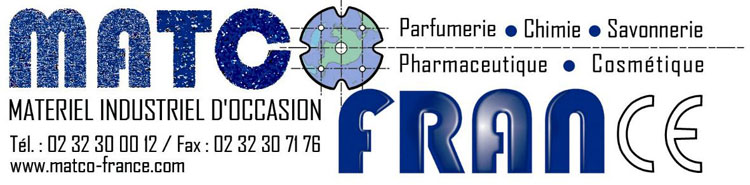 MATCO
Parfumerie • Chimie • Savonnerie
Pharmaceutique • Cosmétique
MATERIEL INDUSTRIEL D'OCCASION
FRANCE
Tél. : 02 32 30 00 12 / Fax : 02 32 30 71 76
www.matco-france.com